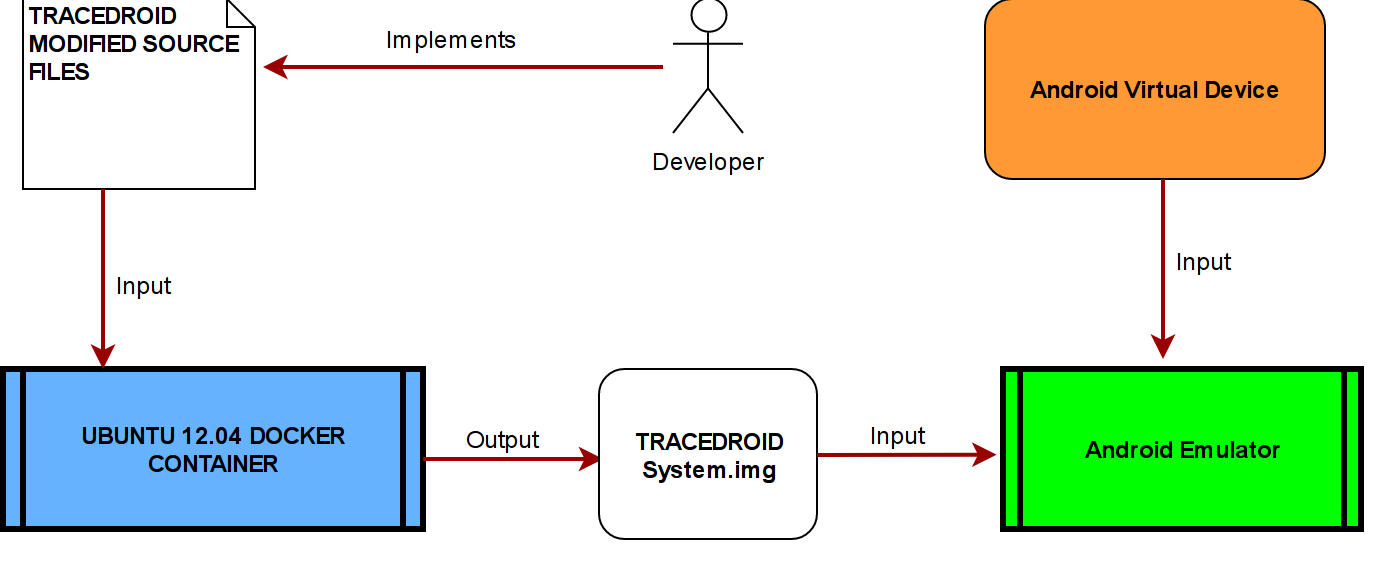 TRACEDROID
MODIFIED SOURCE
FILES
Implements
Developer
Android Virtual Device
Input
Input
UBUNTU 12.04 DOCKER
CONTAINER
Output
TRACEDROID
System.img
Input
Android Emulator